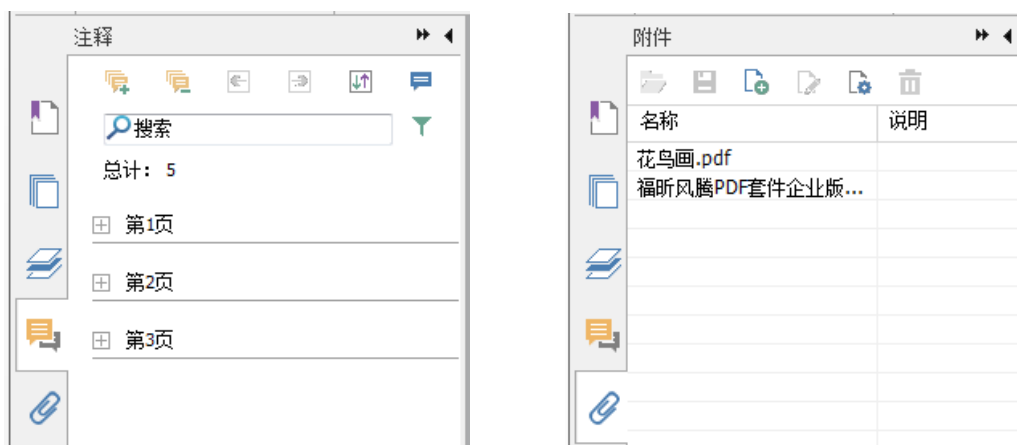 注释
搜索
总计： 5
第1页
第2页
第3页
附件
名称 说明
花鸟画.pdf
福昕风腾PDF套件企业版...